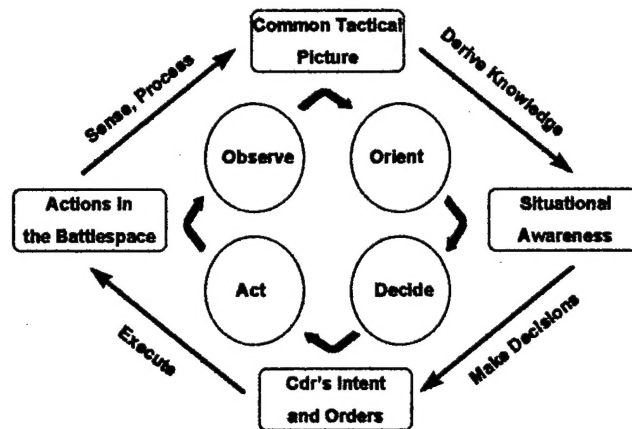 Common Tactical
Picture
Sense, Process
Derive Knowledge
Observe
Orient
Actions in
the Battlespace
Situational
Awareness
Act
Decide
Execute
Make Decisions
Cdr's Intent
and Orders